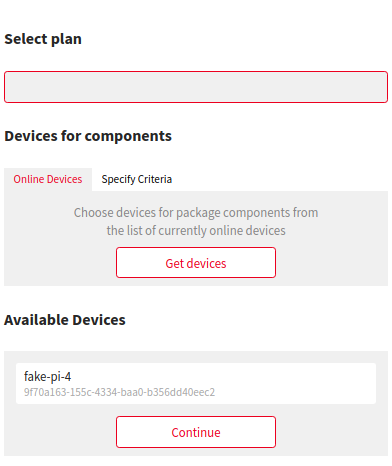 Select plan
Devices for components
Online Devices Specify Criteria
Choose devices for package components from
the list of currently online devices
Get devices
Available Devices
fake-pi-4
9f70a163-155c-4334-baa0-b356dd40eec2
Continue